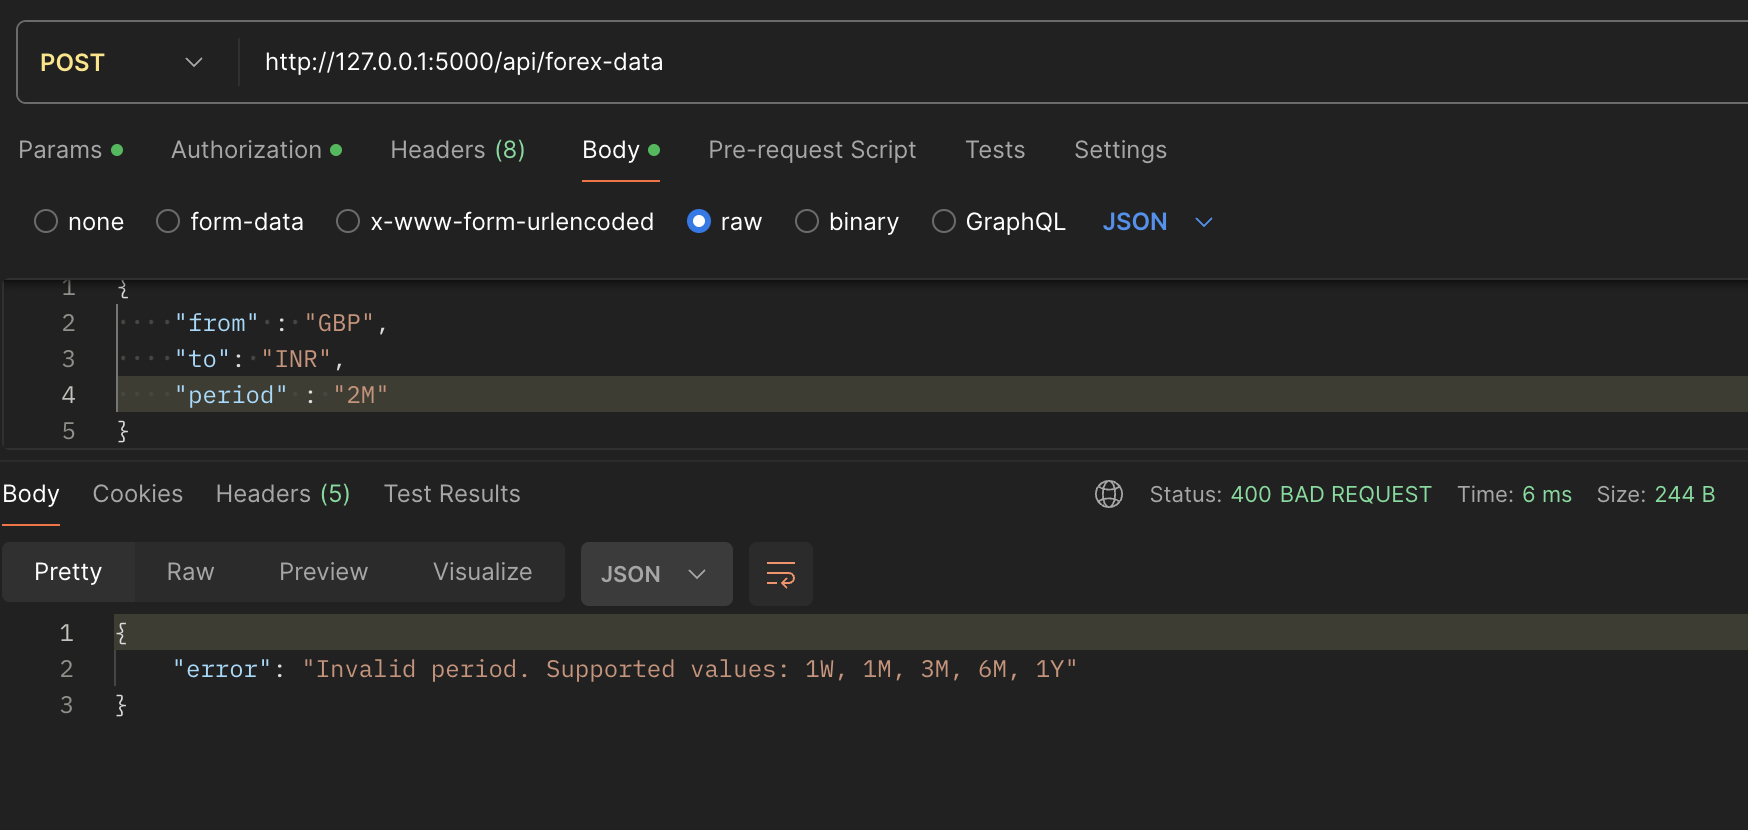 POST http://127.0.0.1:5000/api/forex-data
Params Authorization Headers (8) Body Pre-request Script Tests Settings
none form-data x-www-form-urlencoded raw binary GraphQL JSON
1 {
2 "from" : "GBP",
3 "to": "INR",
4 "period" : "2M"
5 }
Body Cookies Headers (5) Test Results Status: 400 BAD REQUEST Time: 6 ms Size: 244 B
Pretty Raw Preview Visualize JSON
1 {
2 "error": "Invalid period. Supported values: 1W, 1M, 3M, 6M, 1Y"
3 }